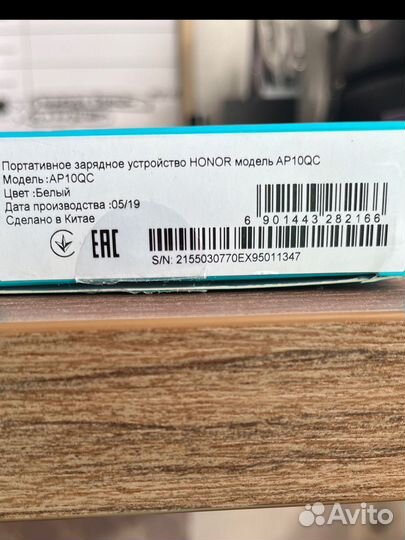 Портативное зарядное устройство HONOR модель AP10QC
Модель :AP10QC
Цвет :Белый
Дата производства :05/19
Сделано в Китае
6 901443 282166
EAC
S/N: 2155030770EX95011347
Avito